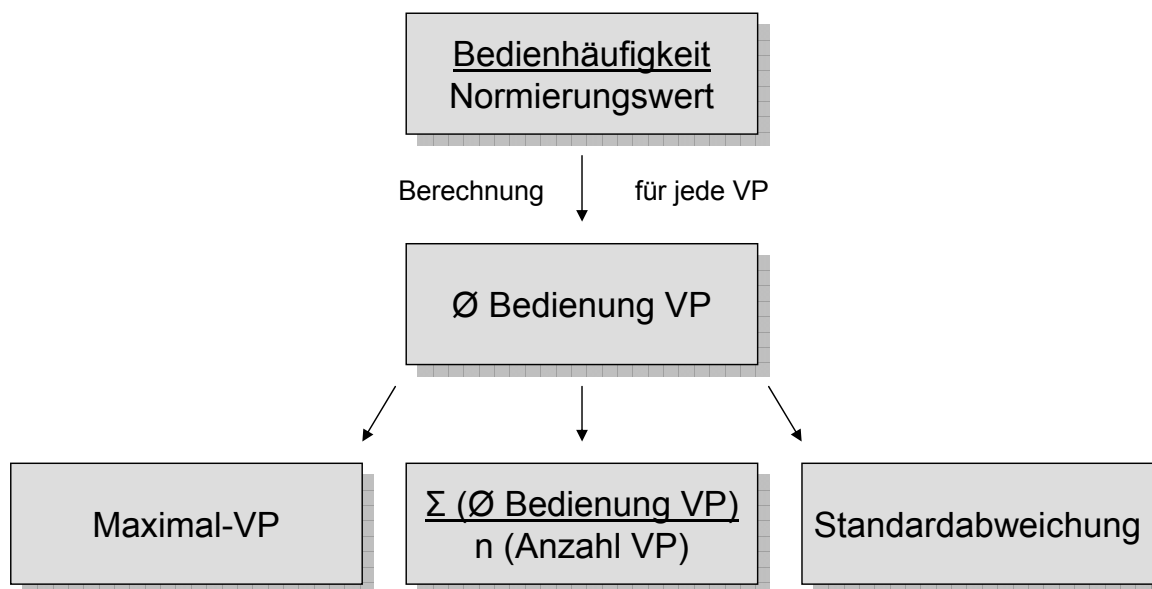 Bedienhäufigkeit
Normierungswert
Berechnung für jede VP
Ø Bedienung VP
Maximal-VP
Σ (Ø Bedienung VP)
n (Anzahl VP)
Standardabweichung